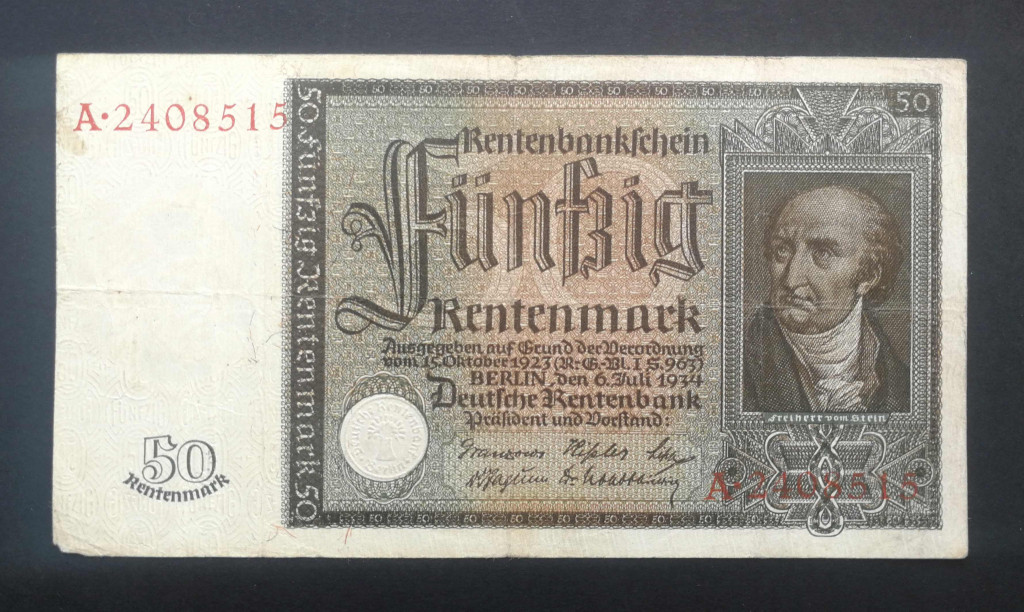 A·2408515
50 Fünfzig Rentenmark 50
50
Rentenbankschein
Fünfzig
Rentenmark
Ausgegeben auf Grund der Verordnung
vom 15. Oktober 1923 (R.-G.-Bl. I S. 963)
BERLIN, den 6. Juli 1934
Deutsche Rentenbank
Präsident und Vorstand:
Freiherr vom Stein
A·2408515
50
Rentenmark